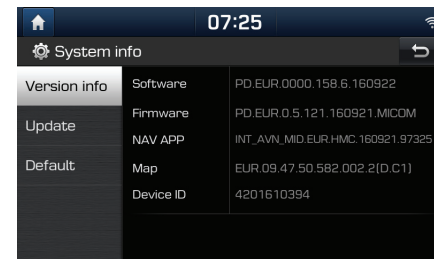 07:25
System info
Version info
Update
Default
Software PD.EUR.0000.158.6.160922
Firmware PD.EUR.0.5.121.160921.MICOM
NAV APP INT_AVN_MID.EUR.HMC.160921.97325
Map EUR.09.47.50.582.002.2(D.C1)
Device ID 4201610394